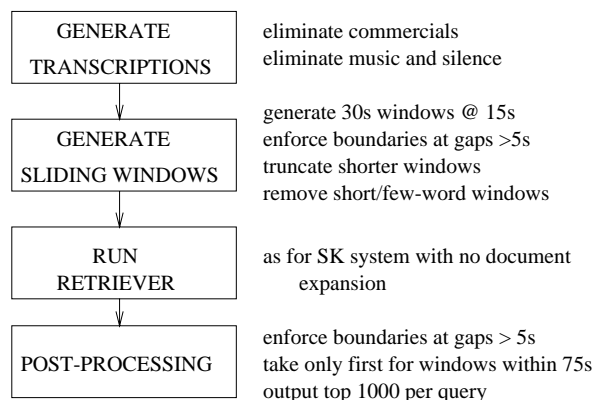 GENERATE
TRANSCRIPTIONS
eliminate commercials
eliminate music and silence
GENERATE
SLIDING WINDOWS
generate 30s windows @ 15s
enforce boundaries at gaps >5s
truncate shorter windows
remove short/few-word windows
RUN
RETRIEVER
as for SK system with no document
expansion
POST-PROCESSING
enforce boundaries at gaps > 5s
take only first for windows within 75s
output top 1000 per query